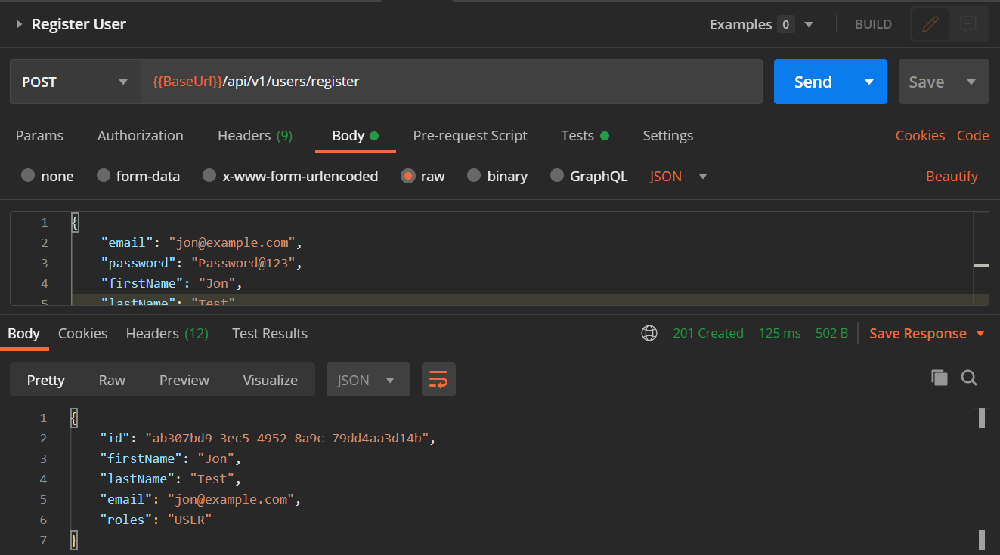 Register User Examples 0 BUILD
POST {{BaseUrl}}/api/v1/users/register Send Save
Params Authorization Headers (9) Body Pre-request Script Tests Settings Cookies Code
none form-data x-www-form-urlencoded raw binary GraphQL JSON Beautify
1 {
2 "email": "jon@example.com",
3 "password": "Password@123",
4 "firstName": "Jon",
5 "lastName": "Test"
Body Cookies Headers (12) Test Results 201 Created 125 ms 502 B Save Response
Pretty Raw Preview Visualize JSON
1 {
2 "id": "ab307bd9-3ec5-4952-8a9c-79dd4aa3d14b",
3 "firstName": "Jon",
4 "lastName": "Test",
5 "email": "jon@example.com",
6 "roles": "USER"
7 }